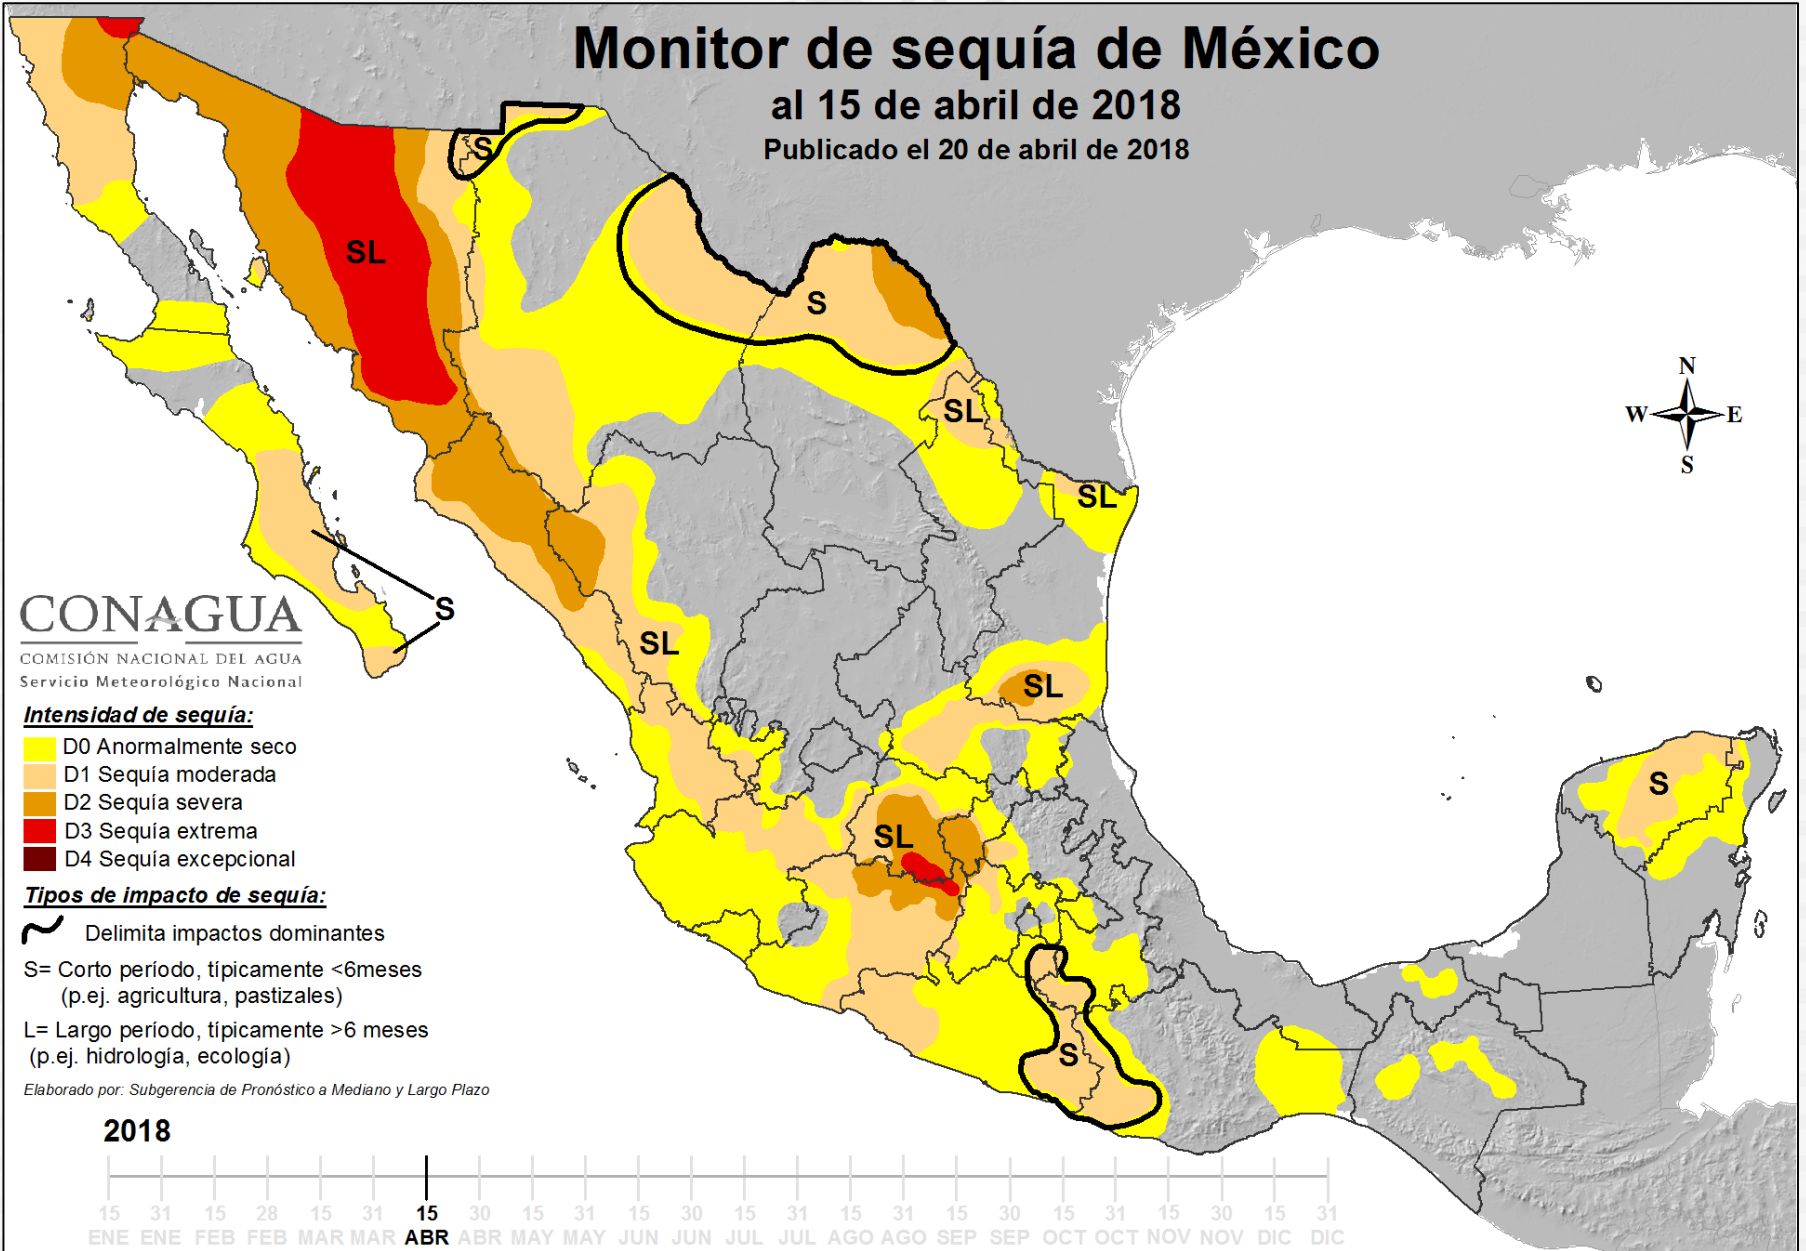 Monitor de sequía de México
al 15 de abril de 2018
Publicado el 20 de abril de 2018
S
SL
S
SL
SL
N
W E
S
S
SL
SL
S
SL
S
CONAGUA
COMISIÓN NACIONAL DEL AGUA
Servicio Meteorológico Nacional
Intensidad de sequía:
D0 Anormalmente seco
D1 Sequía moderada
D2 Sequía severa
D3 Sequía extrema
D4 Sequía excepcional
Tipos de impacto de sequía:
Delimita impactos dominantes
S= Corto período, típicamente <6meses
(p.ej. agricultura, pastizales)
L= Largo período, típicamente >6 meses
(p.ej. hidrología, ecología)
Elaborado por: Subgerencia de Pronóstico a Mediano y Largo Plazo
2018
15 31 15 28 15 31 15 30 15 31 15 30 15 31 15 31 15 30 15 31 15 30 15 31
ENE ENE FEB FEB MAR MAR ABR ABR MAY MAY JUN JUN JUL JUL AGO AGO SEP SEP OCT OCT NOV NOV DIC DIC